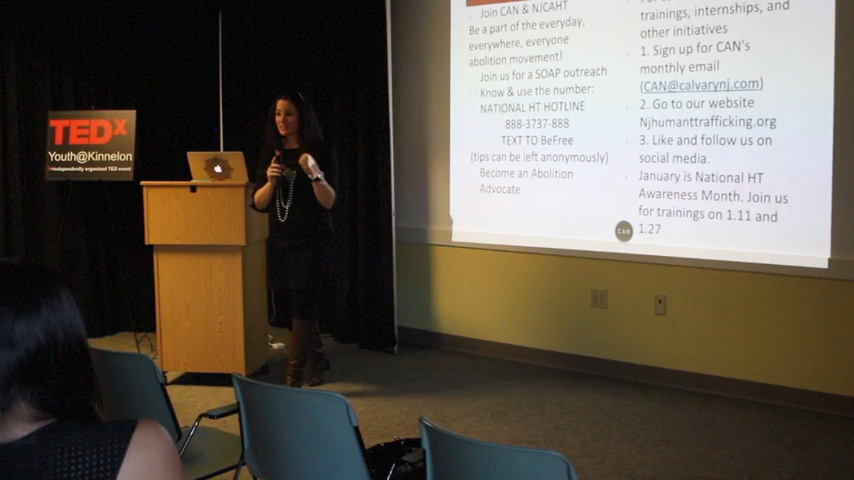 TEDx
Youth@Kinnelon
x=independently organized TED event
Join CAN & NJCAHT
Be a part of the everyday,
everywhere, everyone
abolition movement!
Join us for a SOAP outreach
Know & use the number:
NATIONAL HT HOTLINE
888-3737-888
TEXT TO BeFree
(tips can be left anonymously)
Become an Abolition
Advocate
trainings, internships, and
other initiatives
1. Sign up for CAN's
monthly email
(CAN@calvarynj.com)
2. Go to our website
Njhumantrafficking.org
3. Like and follow us on
social media.
January is National HT
Awareness Month. Join us
for trainings on 1.11 and
1.27
CAN